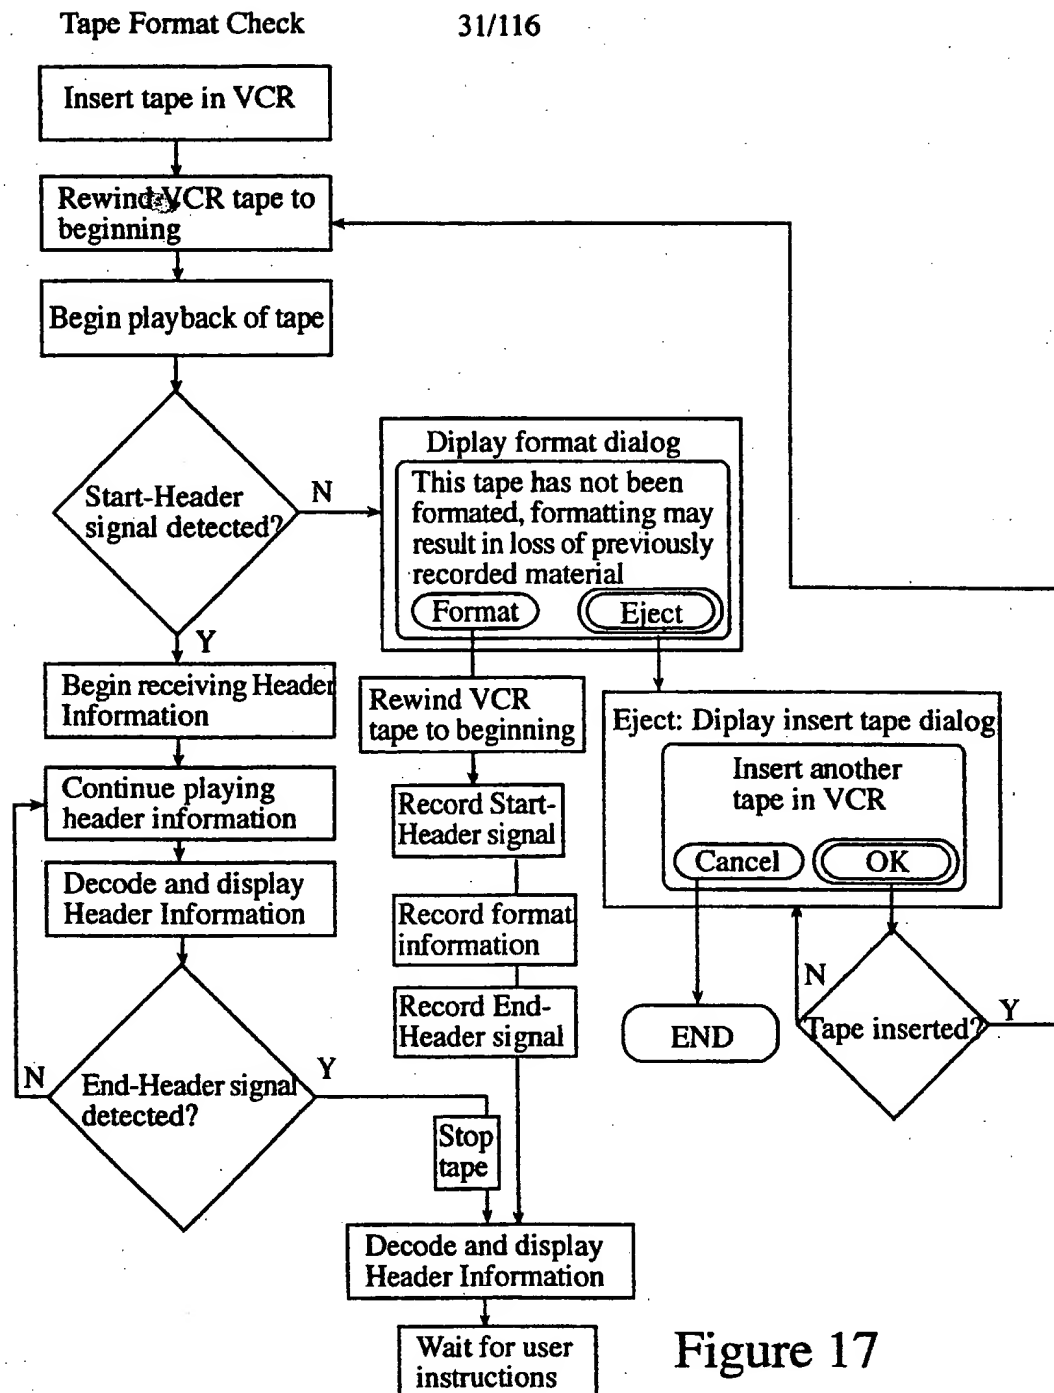 Tape Format Check
31/116
Insert tape in VCR
Rewind VCR tape to
beginning
Begin playback of tape
Start-Header
signal detected?
N
Y
Diplay format dialog
This tape has not been
formated, formatting may
result in loss of previously
recorded material
Format
Eject
Begin receiving Header
Information
Continue playing
header information
Decode and display
Header Information
End-Header signal
detected?
N
Y
Rewind VCR
tape to beginning
Record Start-
Header signal
Record format
information
Record End-
Header signal
Eject: Diplay insert tape dialog
Insert another
tape in VCR
Cancel
OK
END
N
Tape inserted?
Y
Stop
tape
Decode and display
Header Information
Wait for user
instructions
Figure 17